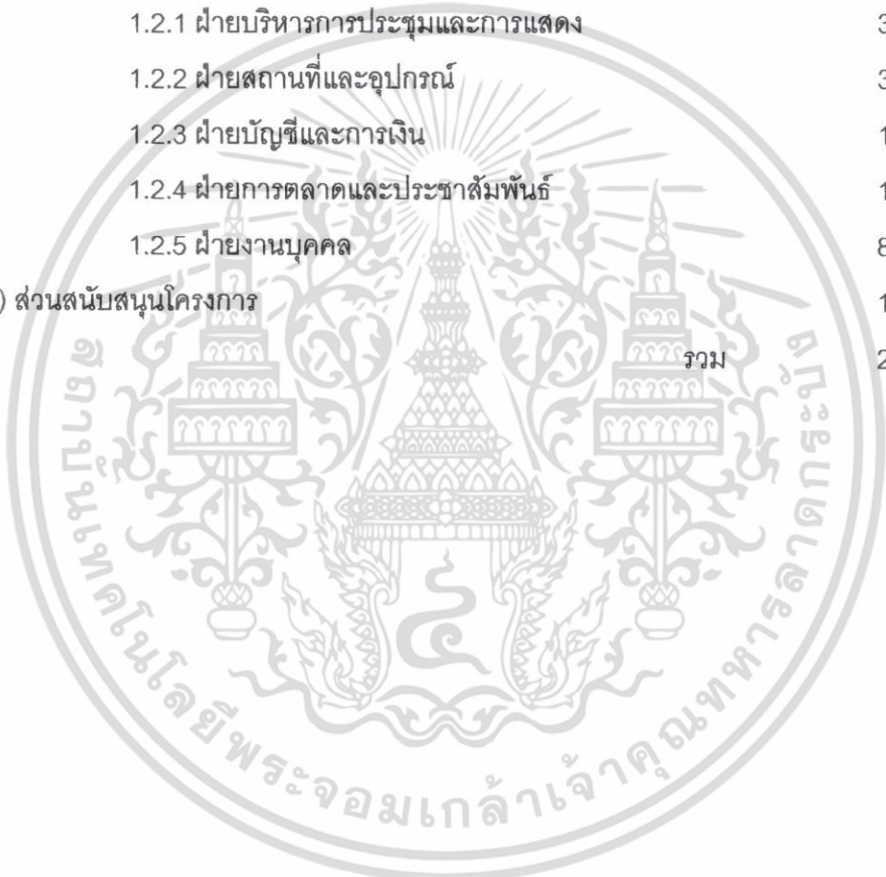 1.2.1 ฝ่ายบริหารการประชุมและการแสดง 3
1.2.2 ฝ่ายสถานที่และอุปกรณ์ 3
1.2.3 ฝ่ายบัญชีและการเงิน 1
1.2.4 ฝ่ายการตลาดและประชาสัมพันธ์ 1
1.2.5 ฝ่ายงานบุคคล 8
) ส่วนสนับสนุนโครงการ 1
รวม 2
สถาบันเทคโนโลยีพระจอมเกล้าเจ้าคุณทหารลาดกระบัง